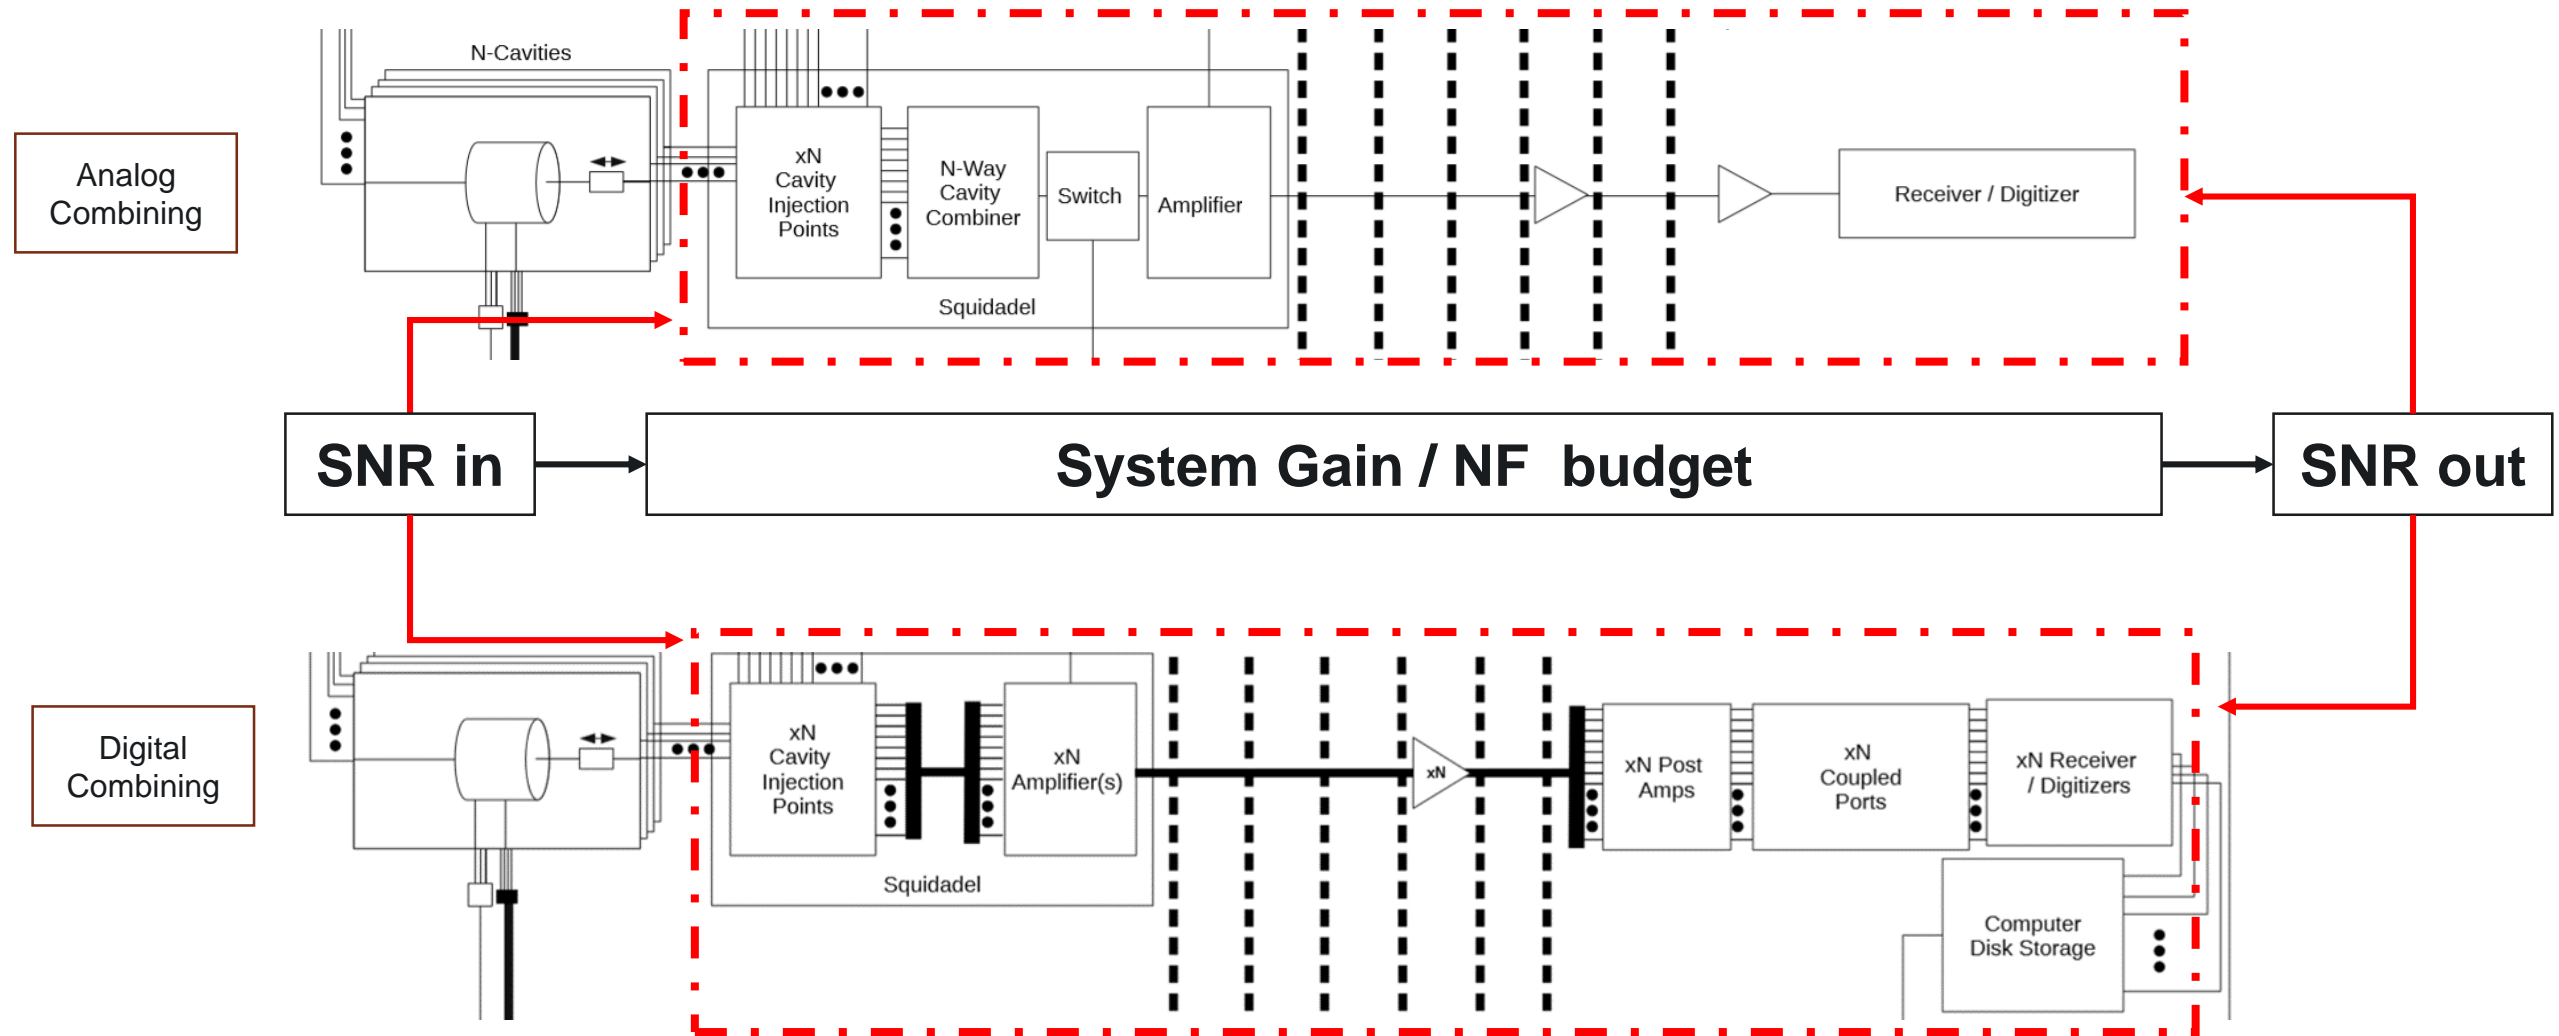 N-Cavities
Analog
Combining
xN
Cavity
Injection
Points
N-Way
Cavity
Combiner
Switch
Amplifier
Receiver / Digitizer
Squidadel
SNR in
System Gain / NF  budget
SNR out
Digital
Combining
xN
Cavity
Injection
Points
xN
Amplifier(s)
xN
xN Post
Amps
xN
Coupled
Ports
xN Receiver
/ Digitizers
Squidadel
Computer
Disk Storage